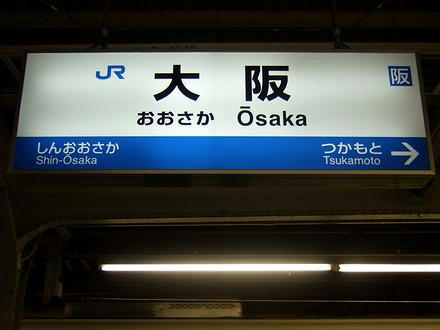 JR 大阪 阪
おおさか Ōsaka
しんおおさか つかもと
Shin-Ōsaka Tsukamoto →